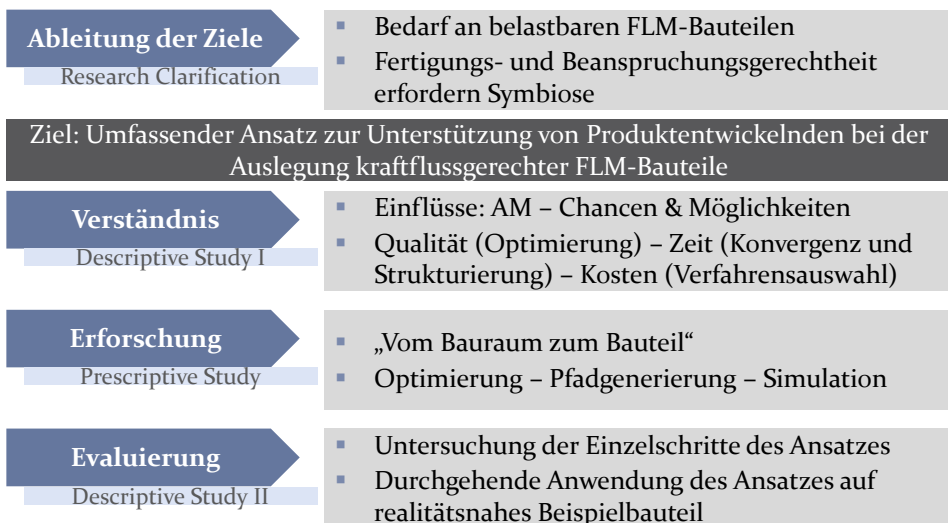 Ableitung der Ziele
Research Clarification
▪ Bedarf an belastbaren FLM-Bauteilen
▪ Fertigungs- und Beanspruchungsgerechtheit
erfordern Symbiose
Ziel: Umfassender Ansatz zur Unterstützung von Produktentwickelnden bei der
Auslegung kraftflussgerechter FLM-Bauteile
Verständnis
Descriptive Study I
▪ Einflüsse: AM – Chancen & Möglichkeiten
▪ Qualität (Optimierung) – Zeit (Konvergenz und
Strukturierung) – Kosten (Verfahrensauswahl)
Erforschung
Prescriptive Study
▪ „Vom Bauraum zum Bauteil“
▪ Optimierung – Pfadgenerierung – Simulation
Evaluierung
Descriptive Study II
▪ Untersuchung der Einzelschritte des Ansatzes
▪ Durchgehende Anwendung des Ansatzes auf
realitätsnahes Beispielbauteil